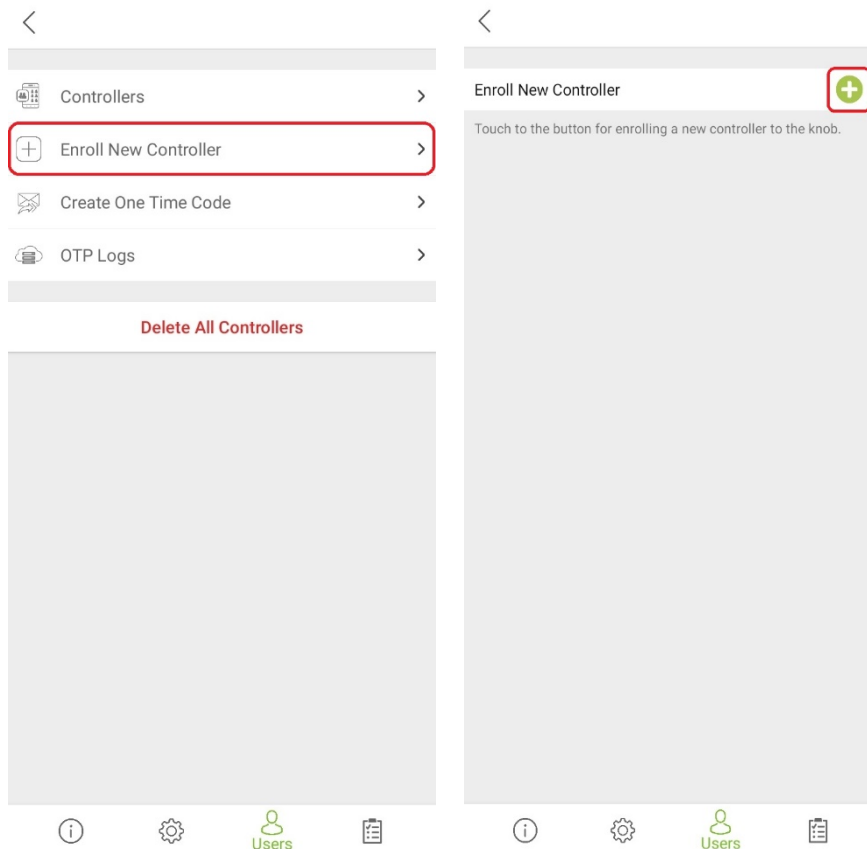 Controllers
Enroll New Controller
Create One Time Code
OTP Logs
Delete All Controllers
Users
Enroll New Controller
Touch to the button for enrolling a new controller to the knob.
Users